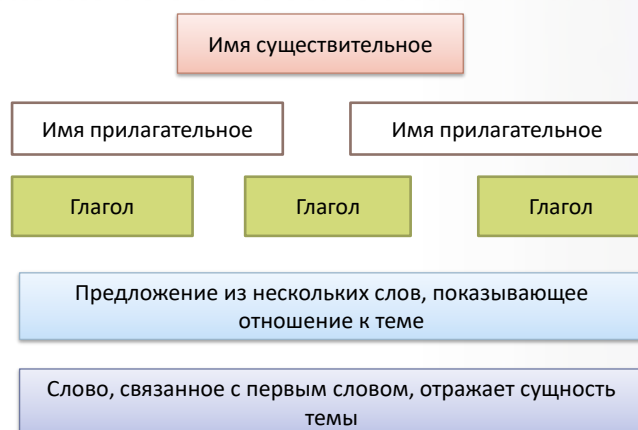 Имя существительное
Имя прилагательное Имя прилагательное
Глагол Глагол Глагол
Предложение из нескольких слов, показывающее
отношение к теме
Слово, связанное с первым словом, отражает сущность
темы